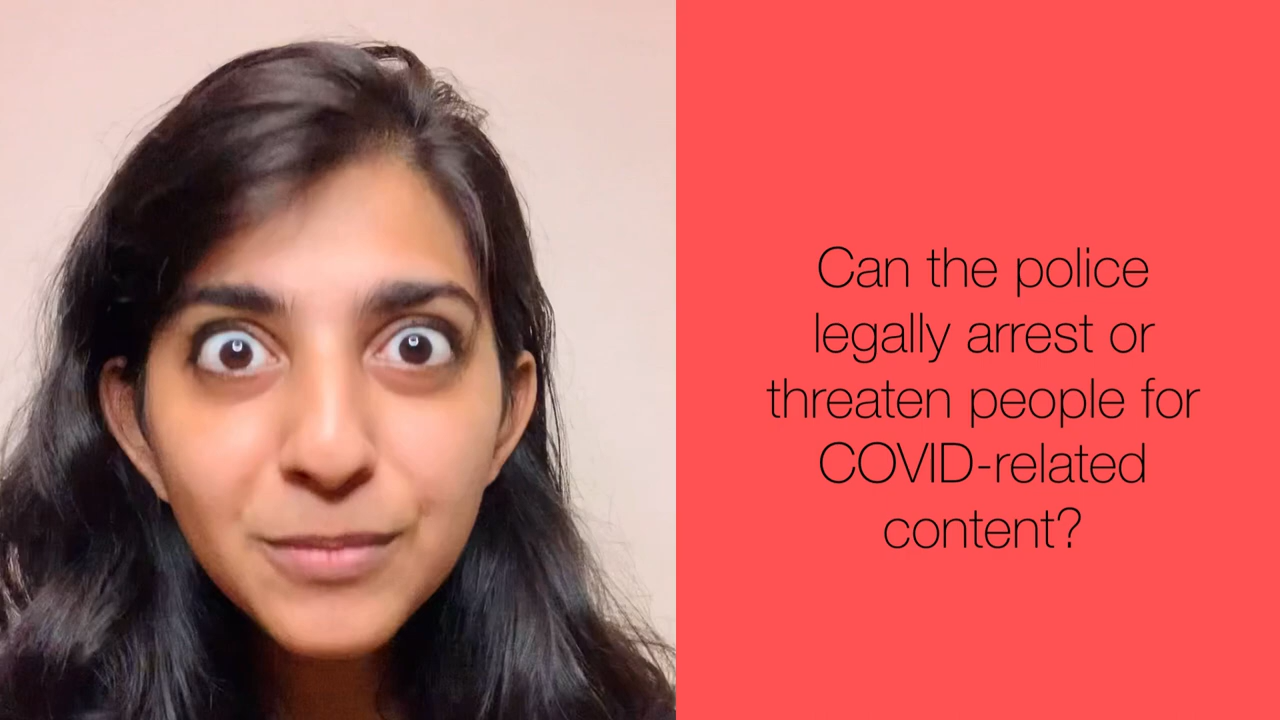 Can the police
legally arrest or
threaten people for
COVID-related
content?